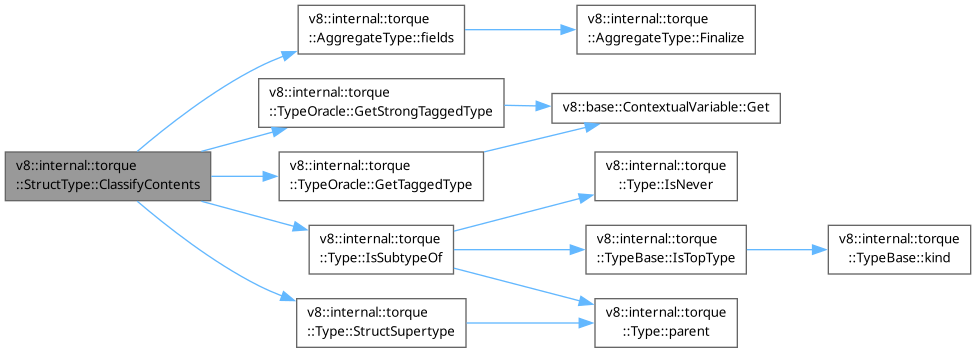 v8::internal::torque
::StructType::ClassifyContents
v8::internal::torque
::AggregateType::fields
v8::internal::torque
::AggregateType::Finalize
v8::internal::torque
::TypeOracle::GetStrongTaggedType
v8::base::ContextualVariable::Get
v8::internal::torque
::TypeOracle::GetTaggedType
v8::internal::torque
::Type::IsSubtypeOf
v8::internal::torque
::Type::IsNever
v8::internal::torque
::TypeBase::IsTopType
v8::internal::torque
::TypeBase::kind
v8::internal::torque
::Type::parent
v8::internal::torque
::Type::StructSupertype